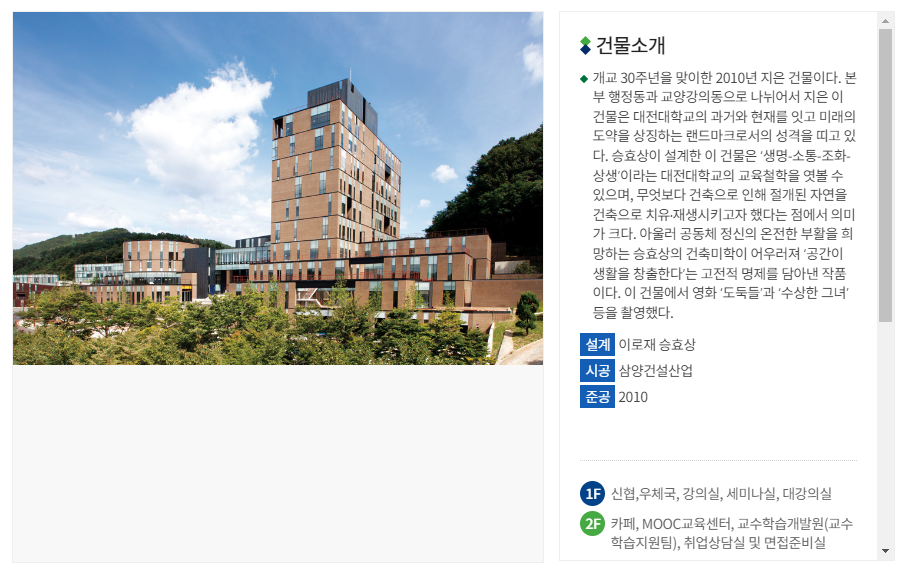 건물소개
개교 30주년을 맞이한 2010년 지은 건물이다. 본
부 행정동과 교양강의동으로 나뉘어서 지은 이
건물은 대전대학교의 과거와 현재를 잇고 미래의
도약을 상징하는 랜드마크로서의 성격을 띠고 있
다. 승효상이 설계한 이 건물은 ‘생명-소통-조화-
상생’이라는 대전대학교의 교육철학을 엿볼 수
있으며, 무엇보다 건축으로 인해 절개된 자연을
건축으로 치유·재생시키고자 했다는 점에서 의미
가 크다. 아울러 공동체 정신의 온전한 부활을 희
망하는 승효상의 건축미학이 어우러져 ‘공간이
생활을 창출한다’는 고전적 명제를 담아낸 작품
이다. 이 건물에서 영화 ‘도둑들’과 ‘수상한 그녀’
등을 촬영했다.
설계 이로재 승효상
시공 삼양건설산업
준공 2010
1F 신협,우체국, 강의실, 세미나실, 대강의실
2F 카페, MOOC교육센터, 교수학습개발원(교수
학습지원팀), 취업상담실 및 면접준비실